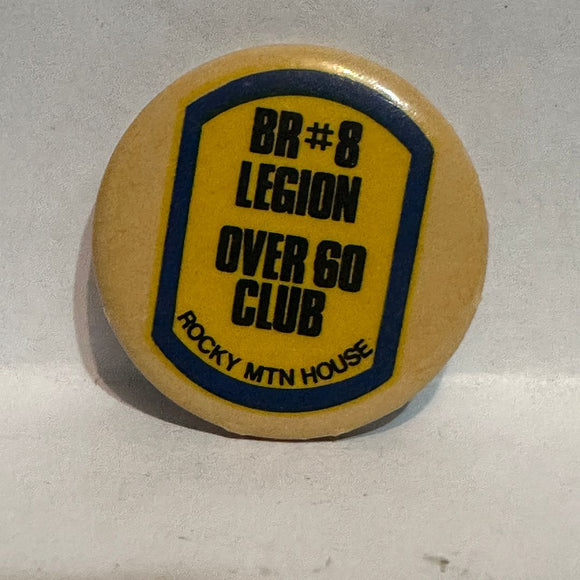 BR#8
LEGION
OVER 60
CLUB
ROCKY MTN HOUSE